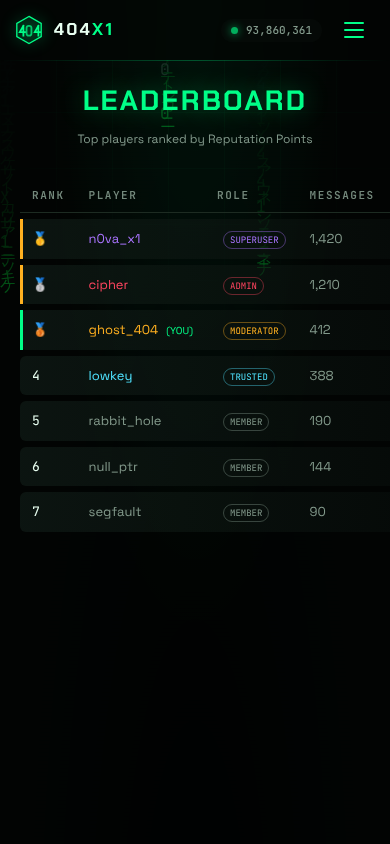 404 404X1 93,860,361
LEADERBOARD
Top players ranked by Reputation Points
RANK PLAYER ROLE MESSAGES
🥇 n0va_x1 SUPERUSER 1,420
🥈 cipher ADMIN 1,210
🥉 ghost_404 (YOU) MODERATOR 412
4 lowkey TRUSTED 388
5 rabbit_hole MEMBER 190
6 null_ptr MEMBER 144
7 segfault MEMBER 90